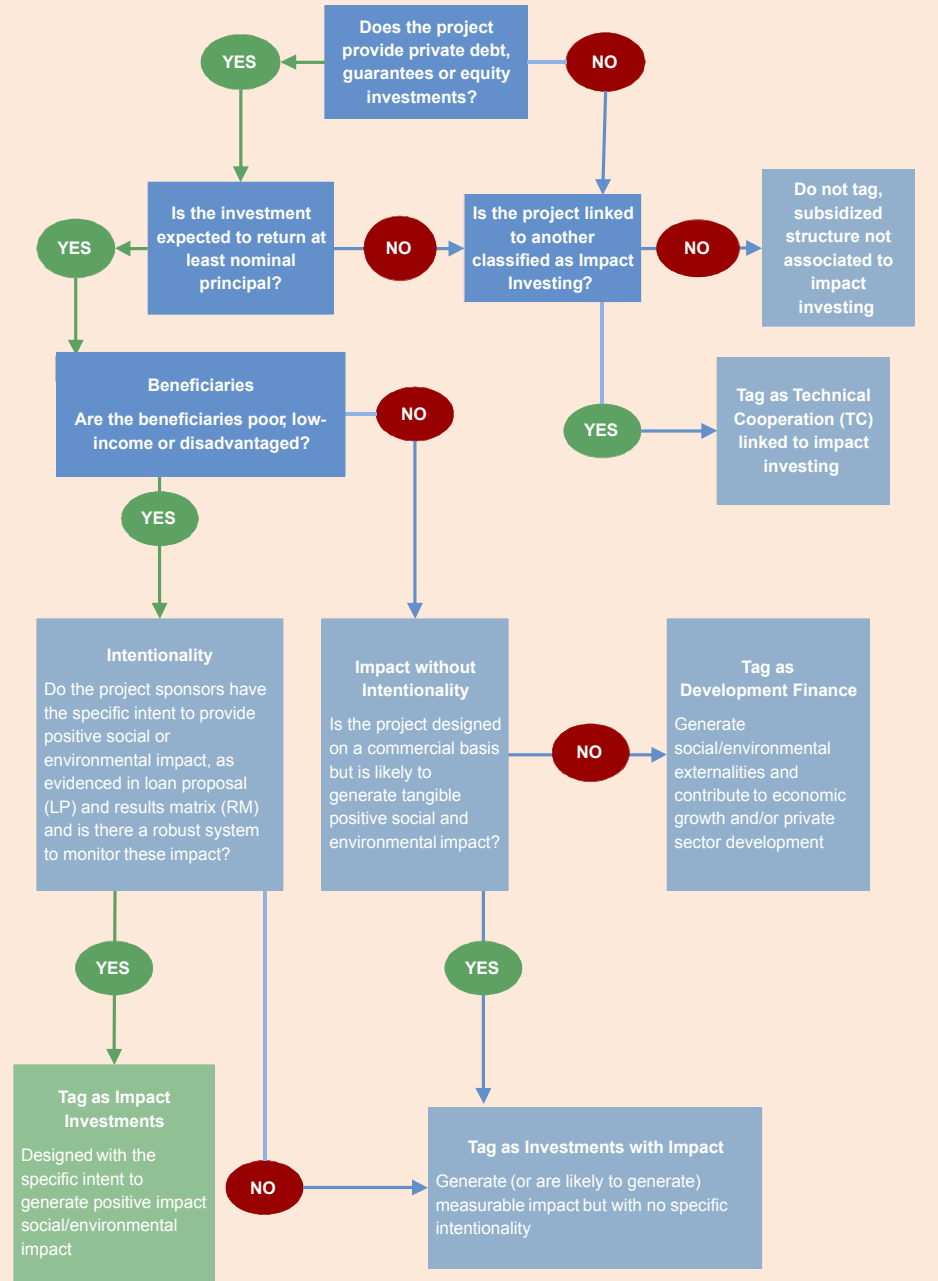 Does the project
provide private debt,
guarantees or equity
investments?
YES
NO
Is the investment
expected to return at
least nominal
principal?
YES
NO
Is the project linked
to another
classified as Impact
Investing?
NO
Do not tag,
subsidized
structure not
associated to
impact
investing
Beneficiaries
Are the beneficiaries poor, low-
income or disadvantaged?
NO
YES
Tag as Technical
Cooperation (TC)
linked to impact
investing
YES
Intentionality
Do the project sponsors have
the specific intent to provide
positive social or
environmental impact, as
evidenced in loan proposal
(LP) and results matrix (RM)
and is there a robust system
to monitor these impact?
Impact without
Intentionality
Is the project designed
on a commercial basis
but is likely to
generate tangible
positive social and
environmental impact?
NO
Tag as
Development Finance
Generate
social/environmental
externalities and
contribute to economic
growth and/or private
sector development
YES
YES
Tag as Impact
Investments
Designed with the
specific intent to
generate positive impact
social/environmental
impact
NO
Tag as Investments with Impact
Generate (or are likely to generate)
measurable impact but with no specific
intentionality